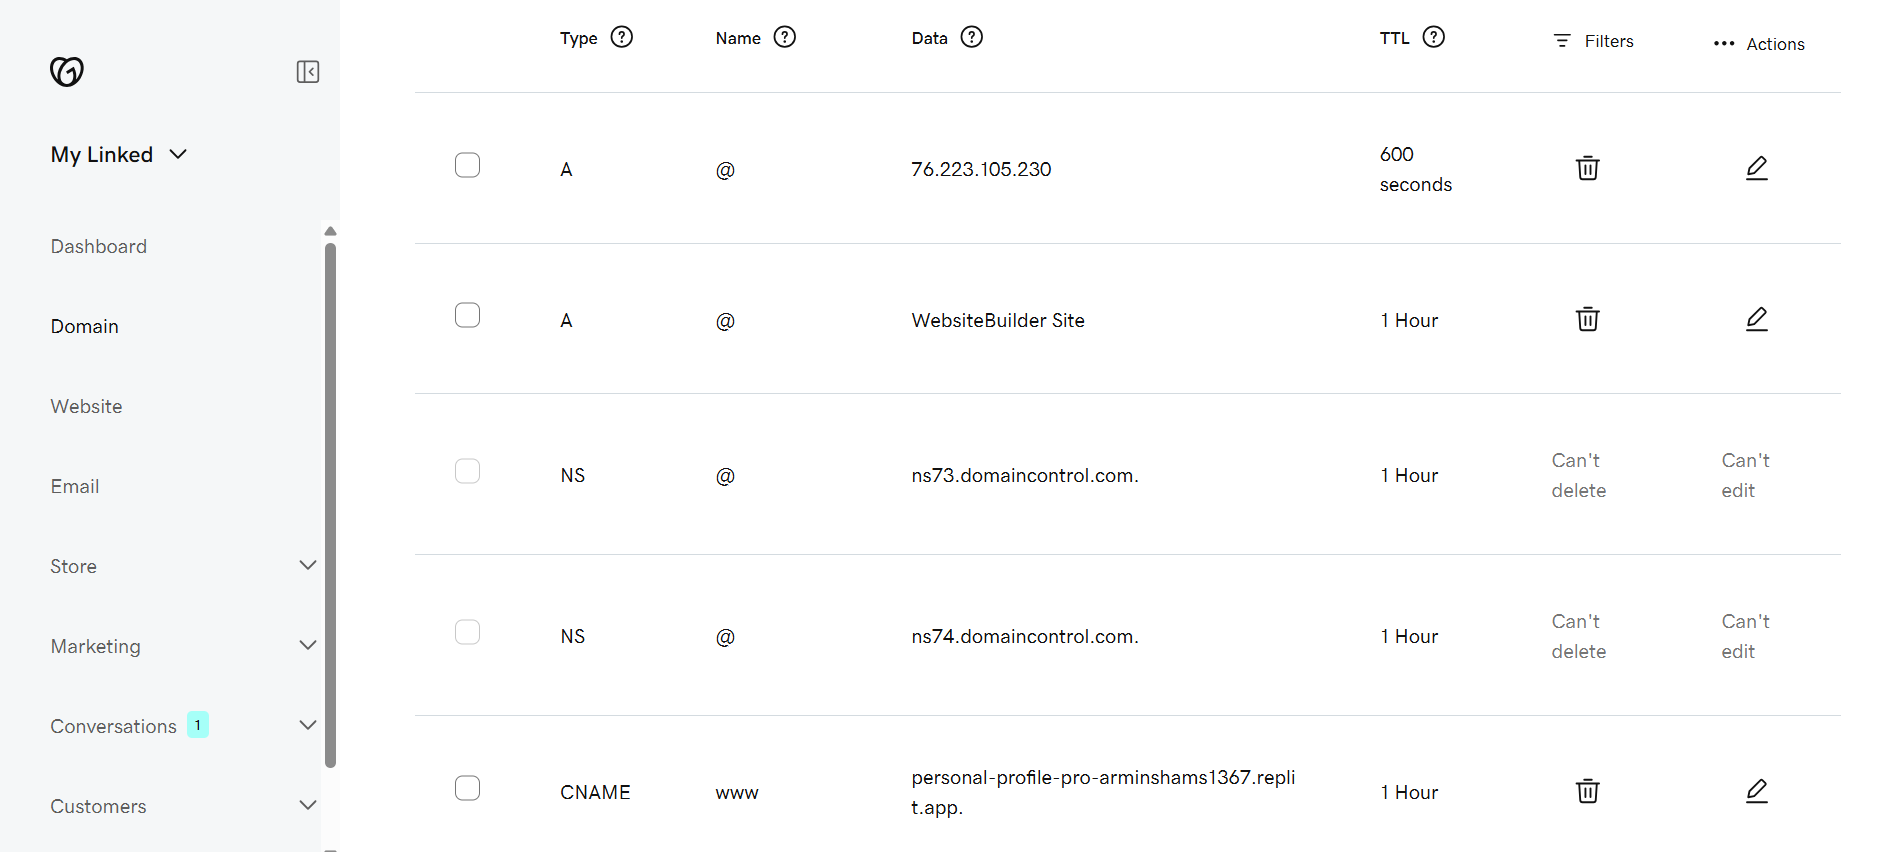 My Linked
Dashboard
Domain
Website
Email
Store
Marketing
Conversations 1
Customers
Type ? Name ? Data ? TTL ? Filters ••• Actions
A @ 76.223.105.230 600
seconds
A @ WebsiteBuilder Site 1 Hour
NS @ ns73.domaincontrol.com. 1 Hour Can't
delete Can't
edit
NS @ ns74.domaincontrol.com. 1 Hour Can't
delete Can't
edit
CNAME www personal-profile-pro-arminshams1367.repli
t.app. 1 Hour